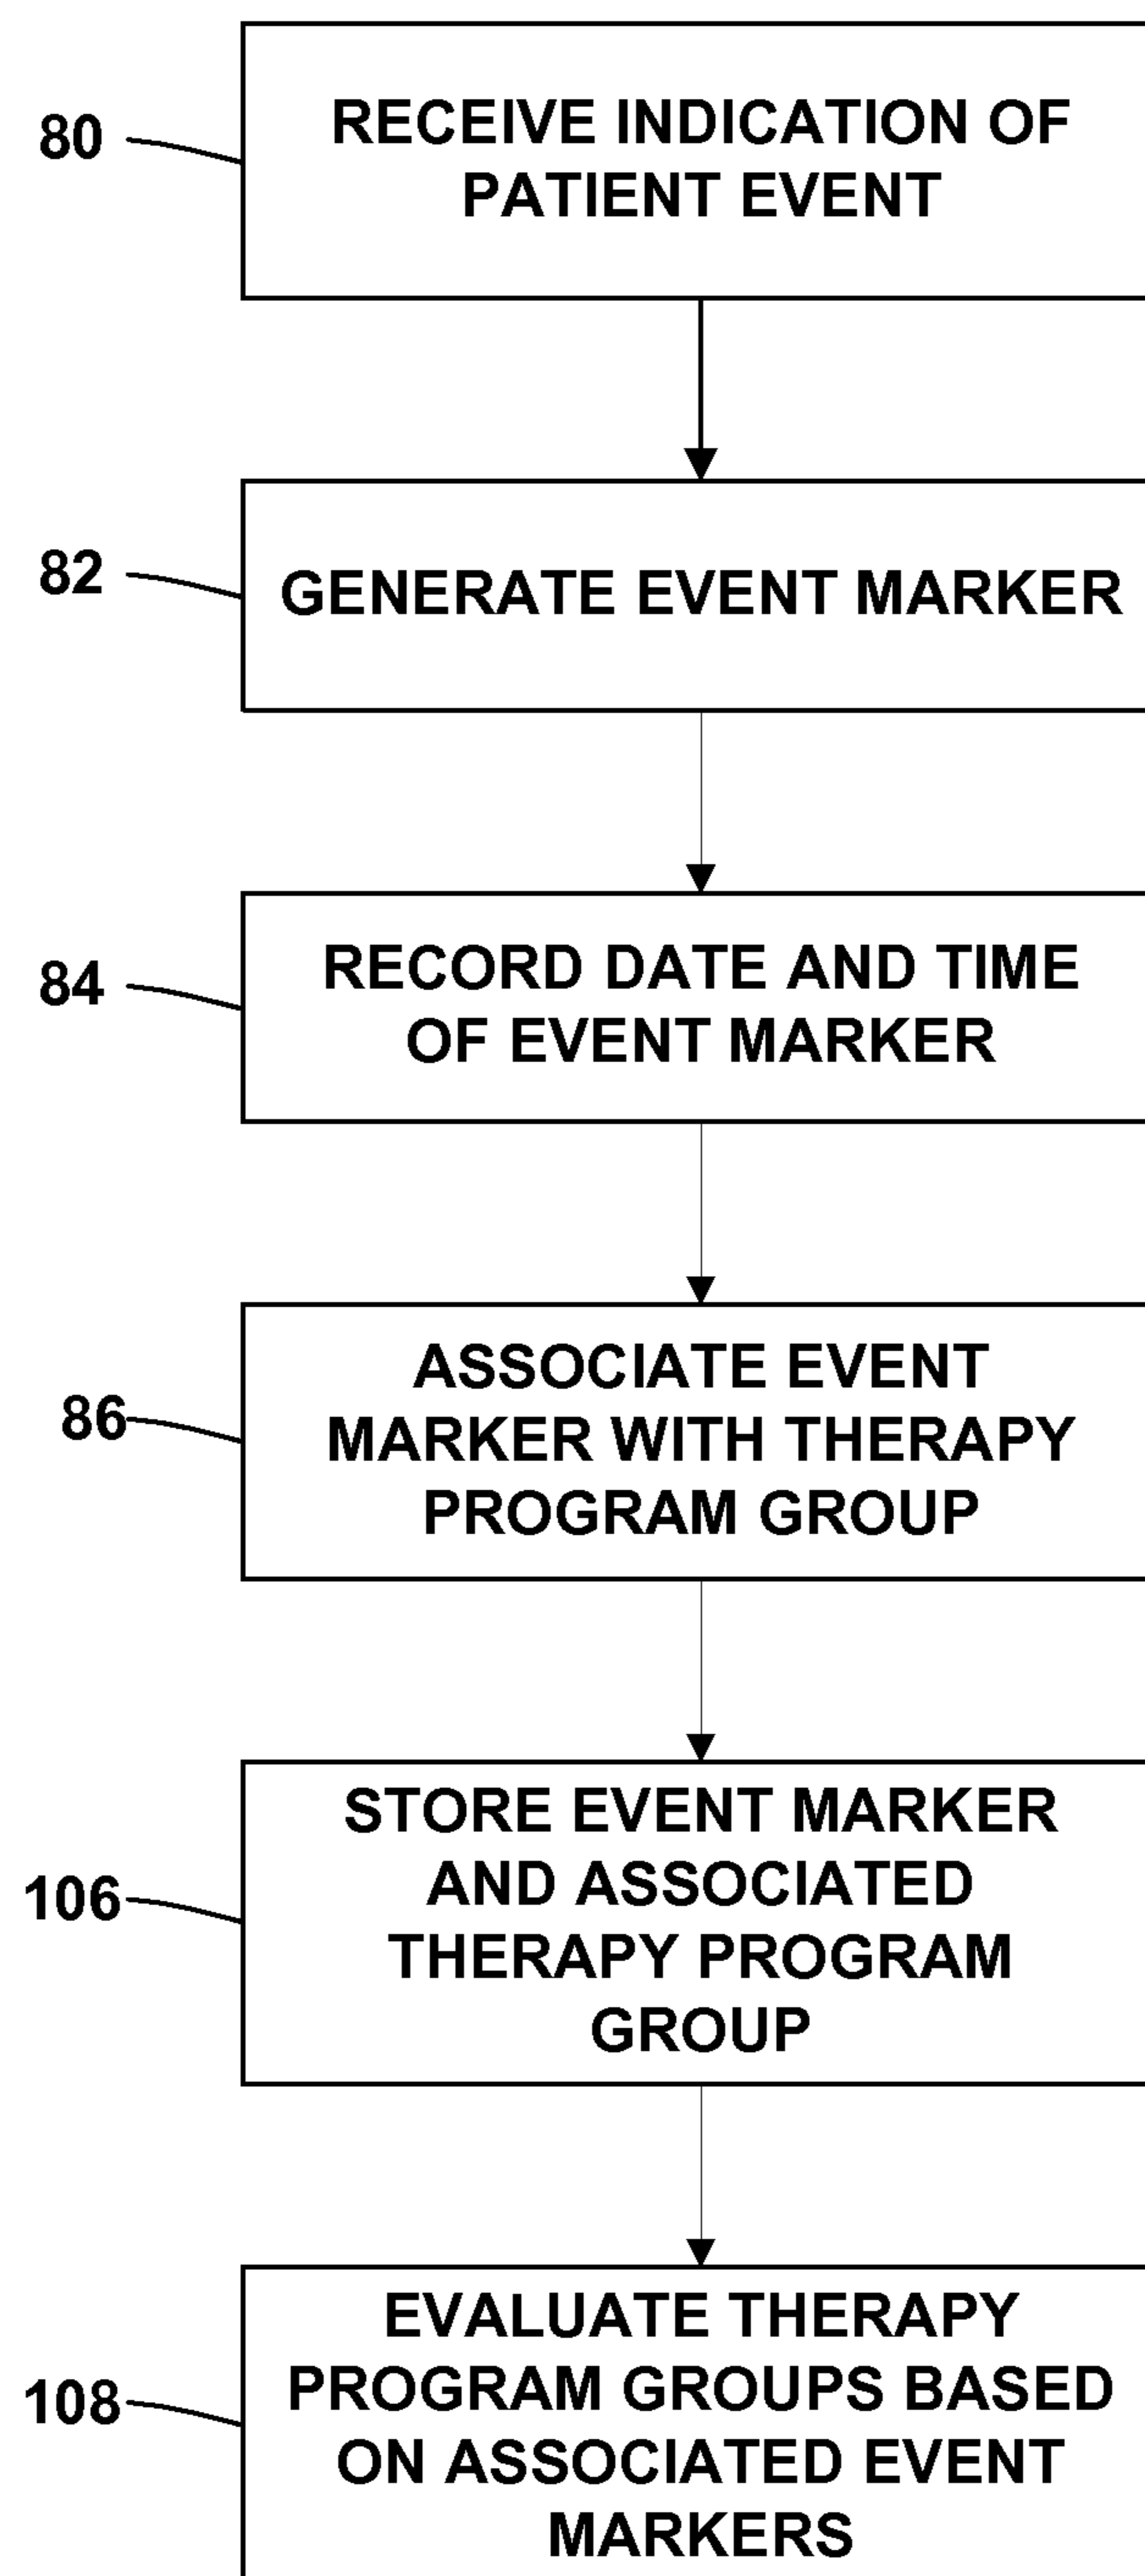 80
RECEIVE INDICATION OF
PATIENT EVENT
82
GENERATE EVENT MARKER
84
RECORD DATE AND TIME
OF EVENT MARKER
86
ASSOCIATE EVENT
MARKER WITH THERAPY
PROGRAM GROUP
106
STORE EVENT MARKER
AND ASSOCIATED
THERAPY PROGRAM
GROUP
108
EVALUATE THERAPY
PROGRAM GROUPS BASED
ON ASSOCIATED EVENT
MARKERS